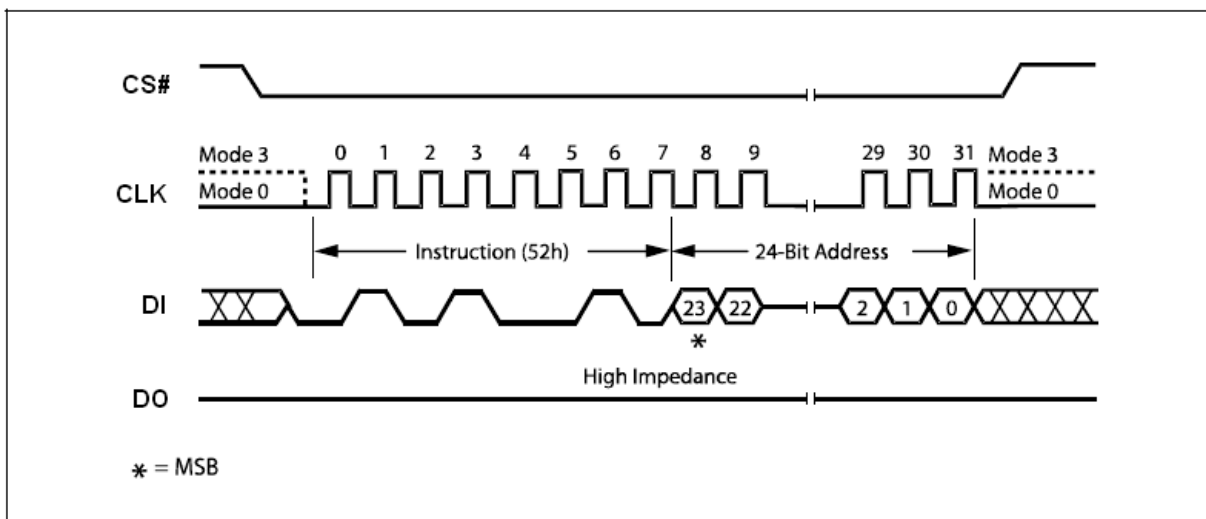 CS#
Mode 3 0 1 2 3 4 5 6 7 8 9 29 30 31 Mode 3
CLK Mode 0 Mode 0
Instruction (52h) 24-Bit Address
DI 23 22 2 1 0
*
High Impedance
DO
* = MSB